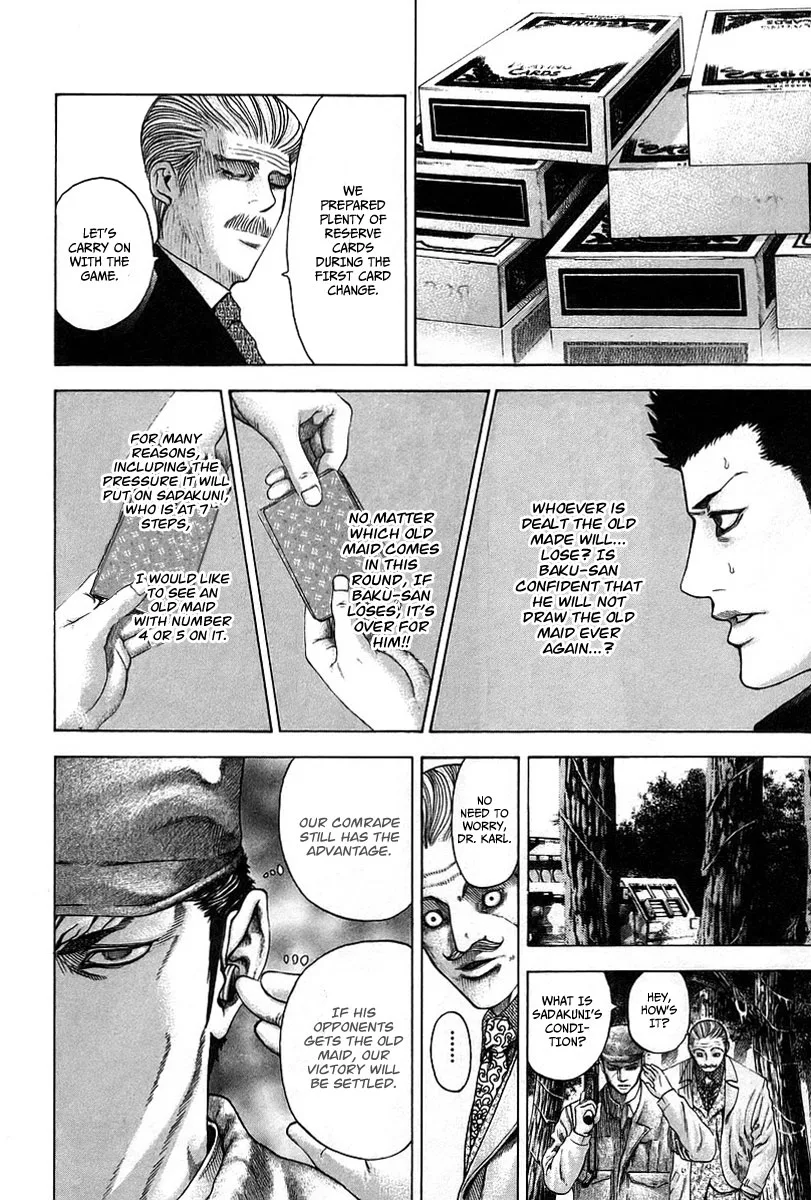 PLAYING
CARDS
WE
PREPARED
PLENTY OF
RESERVE
CARDS
DURING THE
FIRST CARD
CHANGE.
LET'S
CARRY ON
WITH THE
GAME.
WHOEVER IS
DEALT THE OLD
MADE WILL...
LOSE? IS
BAKU-SAN
CONFIDENT THAT
HE WILL NOT
DRAW THE OLD
MAID EVER
AGAIN...?
NO MATTER
WHICH OLD
MAID COMES
IN THIS
ROUND, IF
BAKU-SAN
LOSES, IT'S
OVER FOR
HIM!!
FOR MANY
REASONS,
INCLUDING THE
PRESSURE IT WILL
PUT ON SADAKUNI,
WHO IS AT 7
STEPS,
I WOULD LIKE
TO SEE AN
OLD MAID
WITH NUMBER
4 OR 5 ON IT.
HEY,
HOW'S
IT?
WHAT IS
SADAKUNI'S
CONDI-
TION?
NO
NEED TO
WORRY,
DR. KARL.
OUR COMRADE
STILL HAS THE
ADVANTAGE.
IF HIS
OPPONENTS
GETS THE OLD
MAID, OUR
VICTORY WILL
BE SETTLED.